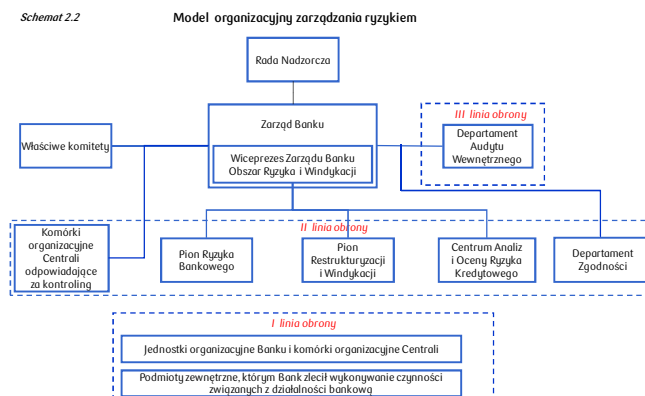 Schemat 2.2
Model organizacyjny zarządzania ryzykiem
Rada Nadzorcza
Zarząd Banku
Wiceprezes Zarządu Banku
Obszar Ryzyka i Windykacji
Właściwe komitety
III linia obrony
Departament
Audytu
Wewnętrznego
II linia obrony
Komórki
organizacyjne
Centrali
odpowiadające
za kontroling
Pion Ryzyka
Bankowego
Pion
Restrukturyzacji
i Windykacji
Centrum Analiz
i Oceny Ryzyka
Kredytowego
Departament
Zgodności
I linia obrony
Jednostki organizacyjne Banku i komórki organizacyjne Centrali
Podmioty zewnętrzne, którym Bank zlecił wykonywanie czynności
związanych z działalności bankową